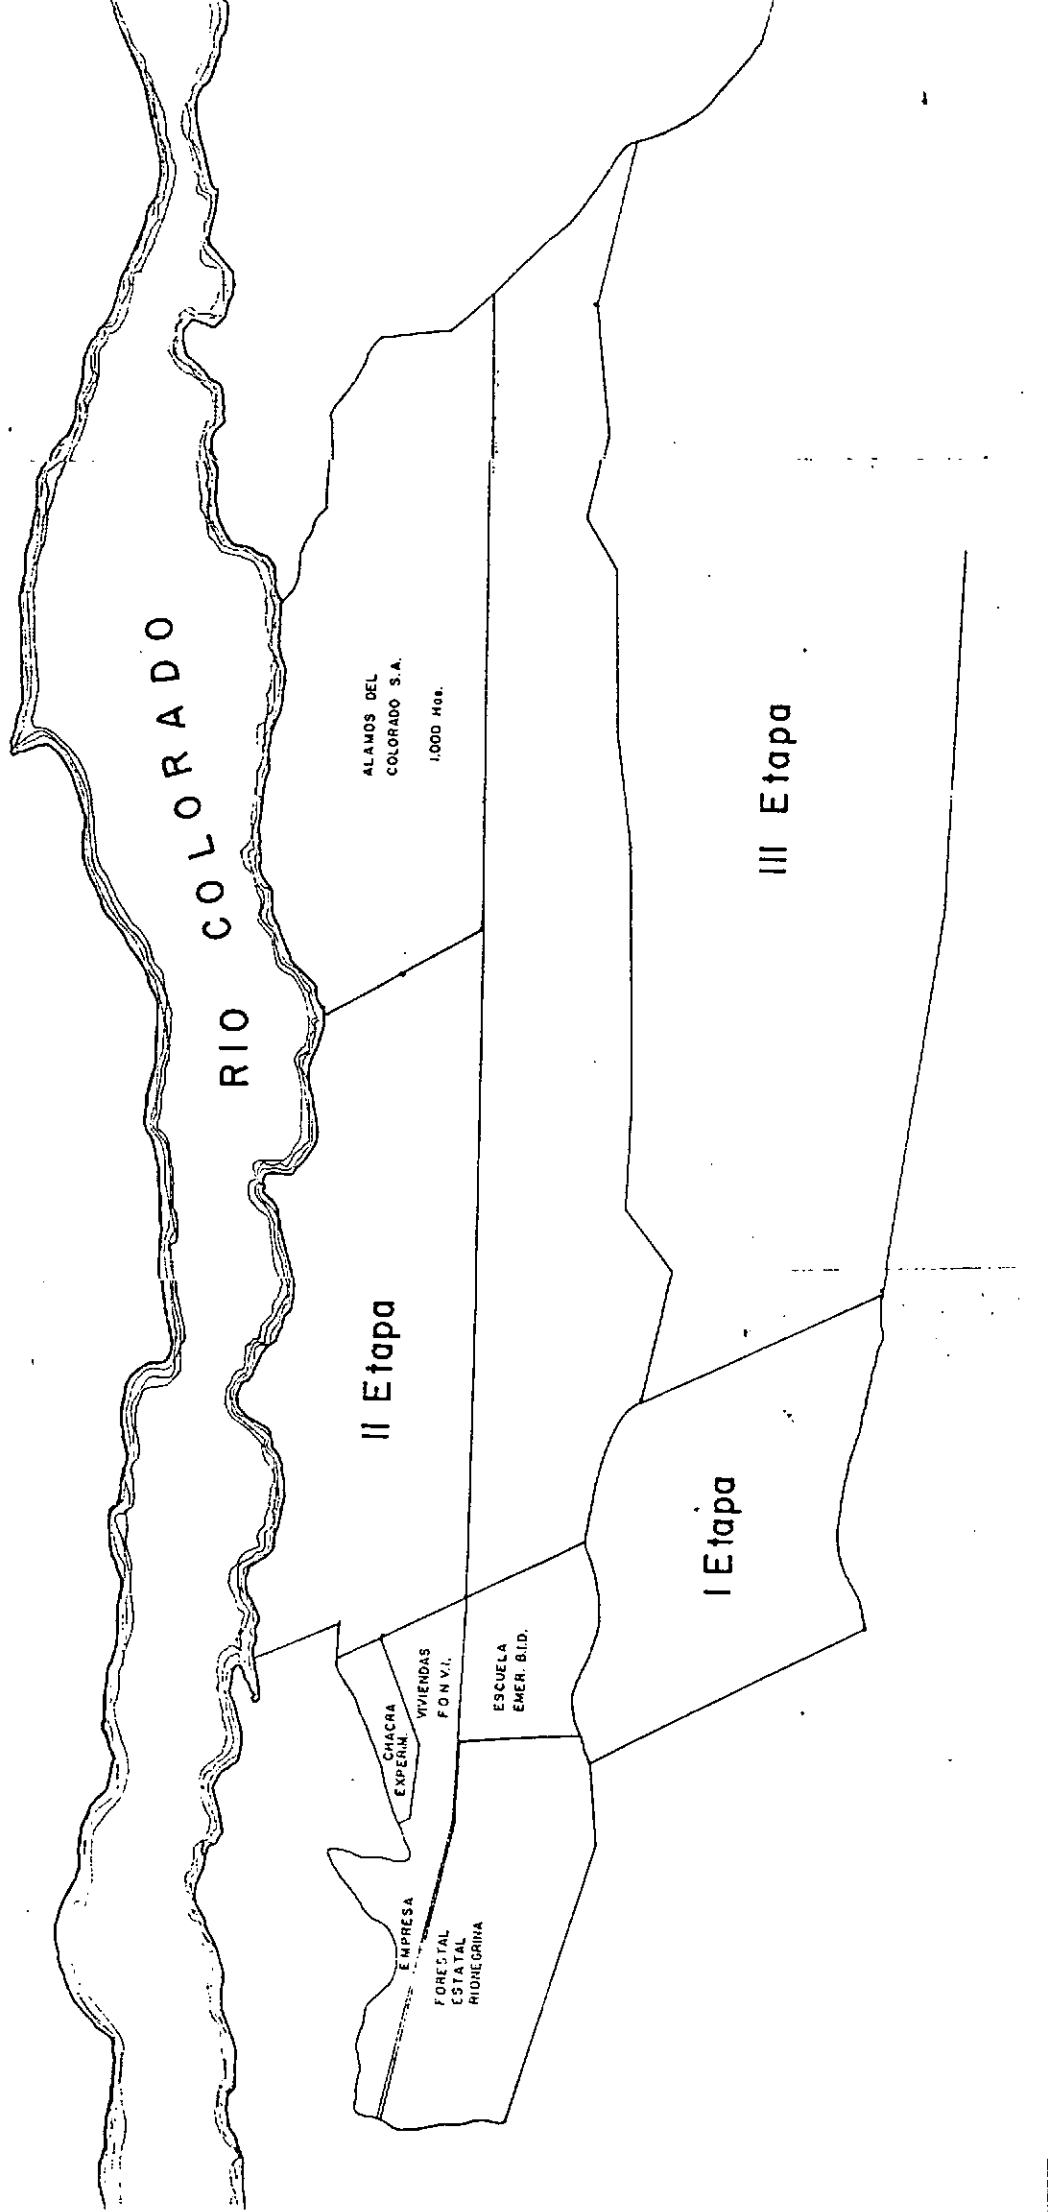 RIO COLORADO
ALAMOS DEL
COLORADO S.A.
1.000 Has.
II Etapa
III Etapa
I Etapa
CHACRA
EXPERIM.
VIVIENDAS
FO.N.V.I.
ESCUELA
EMER. B.I.D.
EMPRESA
FORESTAL
ESTATAL
RIONEGRINA